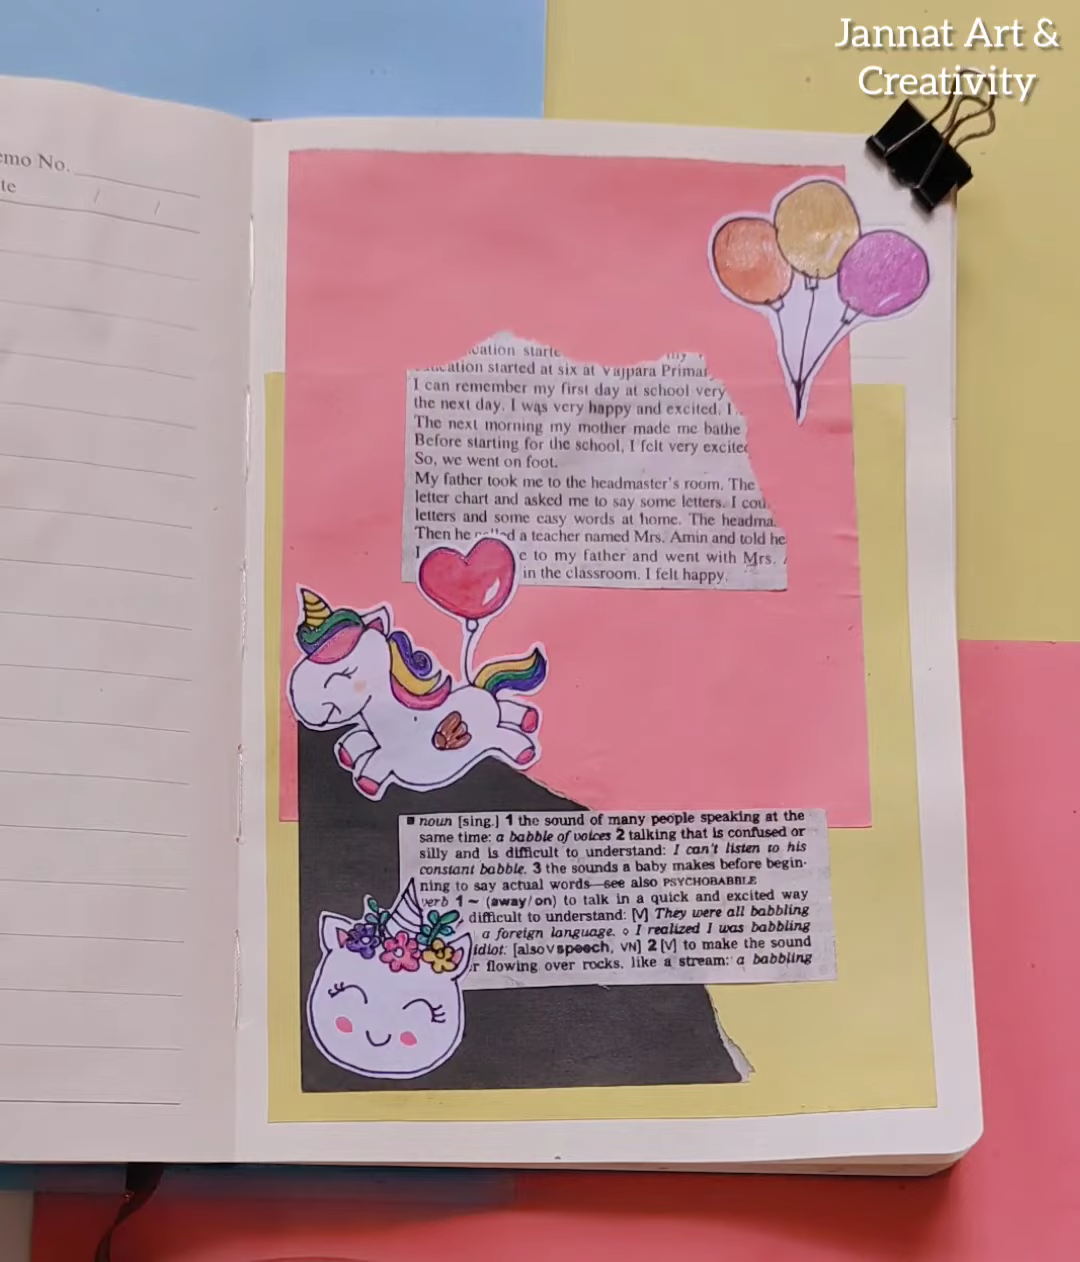 Jannat Art &
Creativity
emo No.
te / /
cation starte my
education started at six at Vajpara Primar
I can remember my first day at school very
the next day. I was very happy and excited. I
The next morning my mother made me bathe
Before starting for the school, I felt very excited
So, we went on foot.
My father took me to the headmaster's room. The
letter chart and asked me to say some letters. I cou
letters and some easy words at home. The headma
Then he called a teacher named Mrs. Amin and told he
I e to my father and went with Mrs.
in the classroom. I felt happy.
■ noun [sing.] 1 the sound of many people speaking at the
same time: a babble of voices 2 talking that is confused or
silly and is difficult to understand: I can't listen to his
constant babble. 3 the sounds a baby makes before begin-
ning to say actual words—see also PSYCHOBABBLE
verb 1 ~ (away/on) to talk in a quick and excited way
difficult to understand: [V] They were all babbling
a foreign language. ◇ I realized I was babbling
idiot. [also V speech, VN] 2 [V] to make the sound
r flowing over rocks, like a stream: a babbling